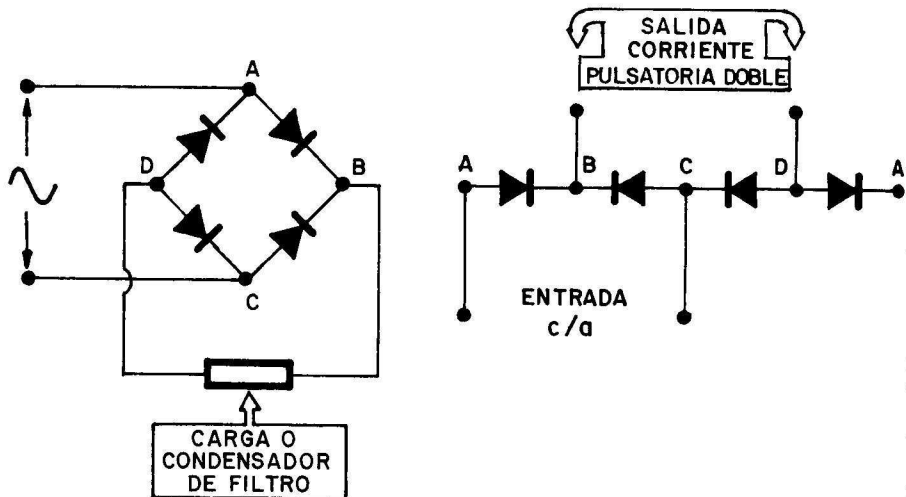 A
D
B
C
CARGA O
CONDENSADOR
DE FILTRO
SALIDA
CORRIENTE
PULSATORIA DOBLE
A
B
C
D
A
ENTRADA
c/a